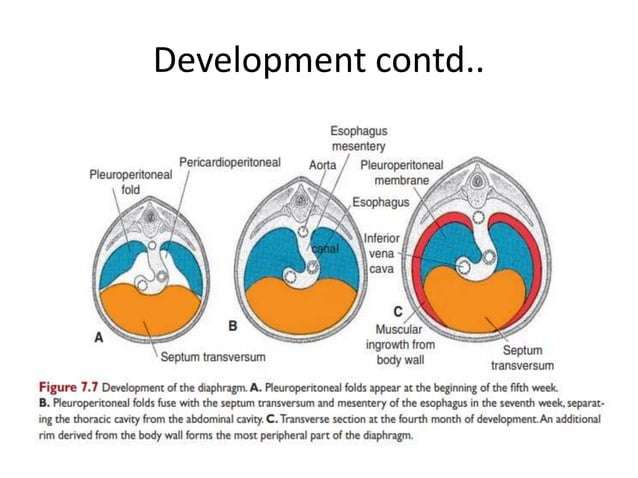 Development contd..
Esophagus
mesentery
Pericardioperitoneal
Aorta
Pleuroperitoneal
membrane
Pleuroperitoneal
fold
Esophagus
canal
Inferior
vena
cava
A
B
C
Muscular
ingrowth from
body wall
Septum transversum
Septum
transversum
Figure 7.7 Development of the diaphragm. A. Pleuroperitoneal folds appear at the beginning of the fifth week.
B. Pleuroperitoneal folds fuse with the septum transversum and mesentery of the esophagus in the seventh week, separat-
ing the thoracic cavity from the abdominal cavity. C. Transverse section at the fourth month of development. An additional
rim derived from the body wall forms the most peripheral part of the diaphragm.